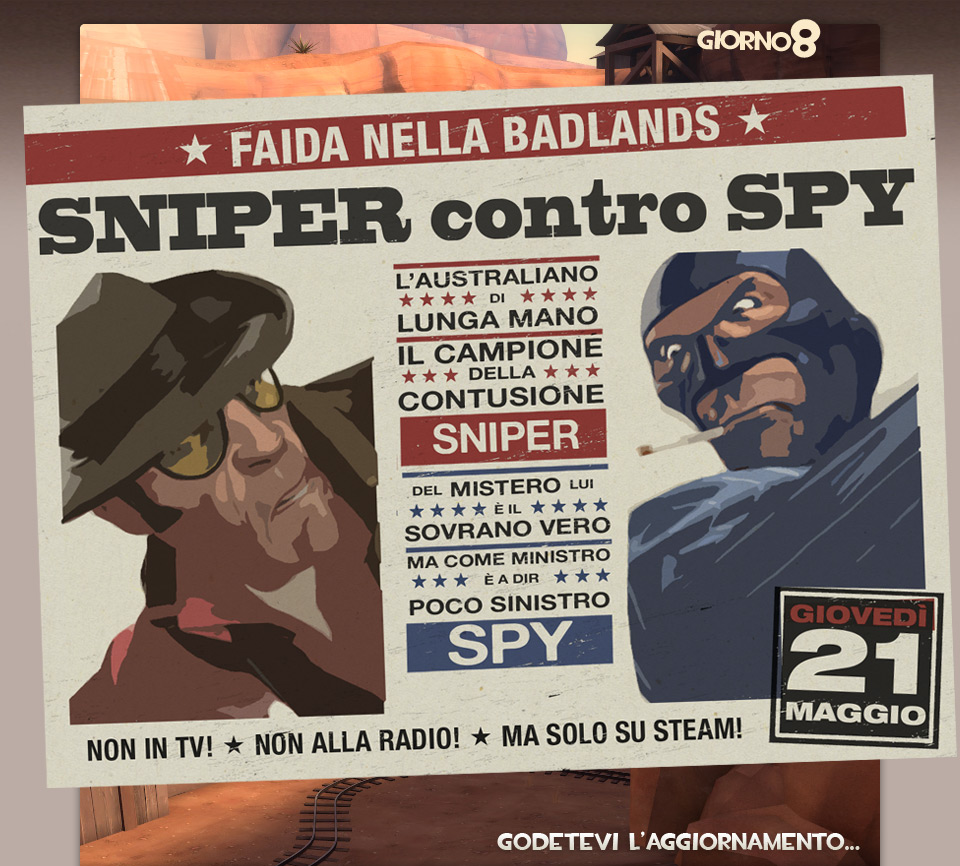 GIORNO 8
★ FAIDA NELLA BADLANDS ★
SNIPER contro SPY
L'AUSTRALIANO
★★★★ DI ★★★★
LUNGA MANO
IL CAMPIONE
★★★ DELLA ★★★
CONTUSIONE
SNIPER
DEL MISTERO LUI
★★★★ È IL ★★★★
SOVRANO VERO
MA COME MINISTRO
★★★ È A DIR ★★★
POCO SINISTRO
SPY
GIOVEDÌ
21
MAGGIO
NON IN TV! ★ NON ALLA RADIO! ★ MA SOLO SU STEAM!
GODETEVI L'AGGIORNAMENTO...